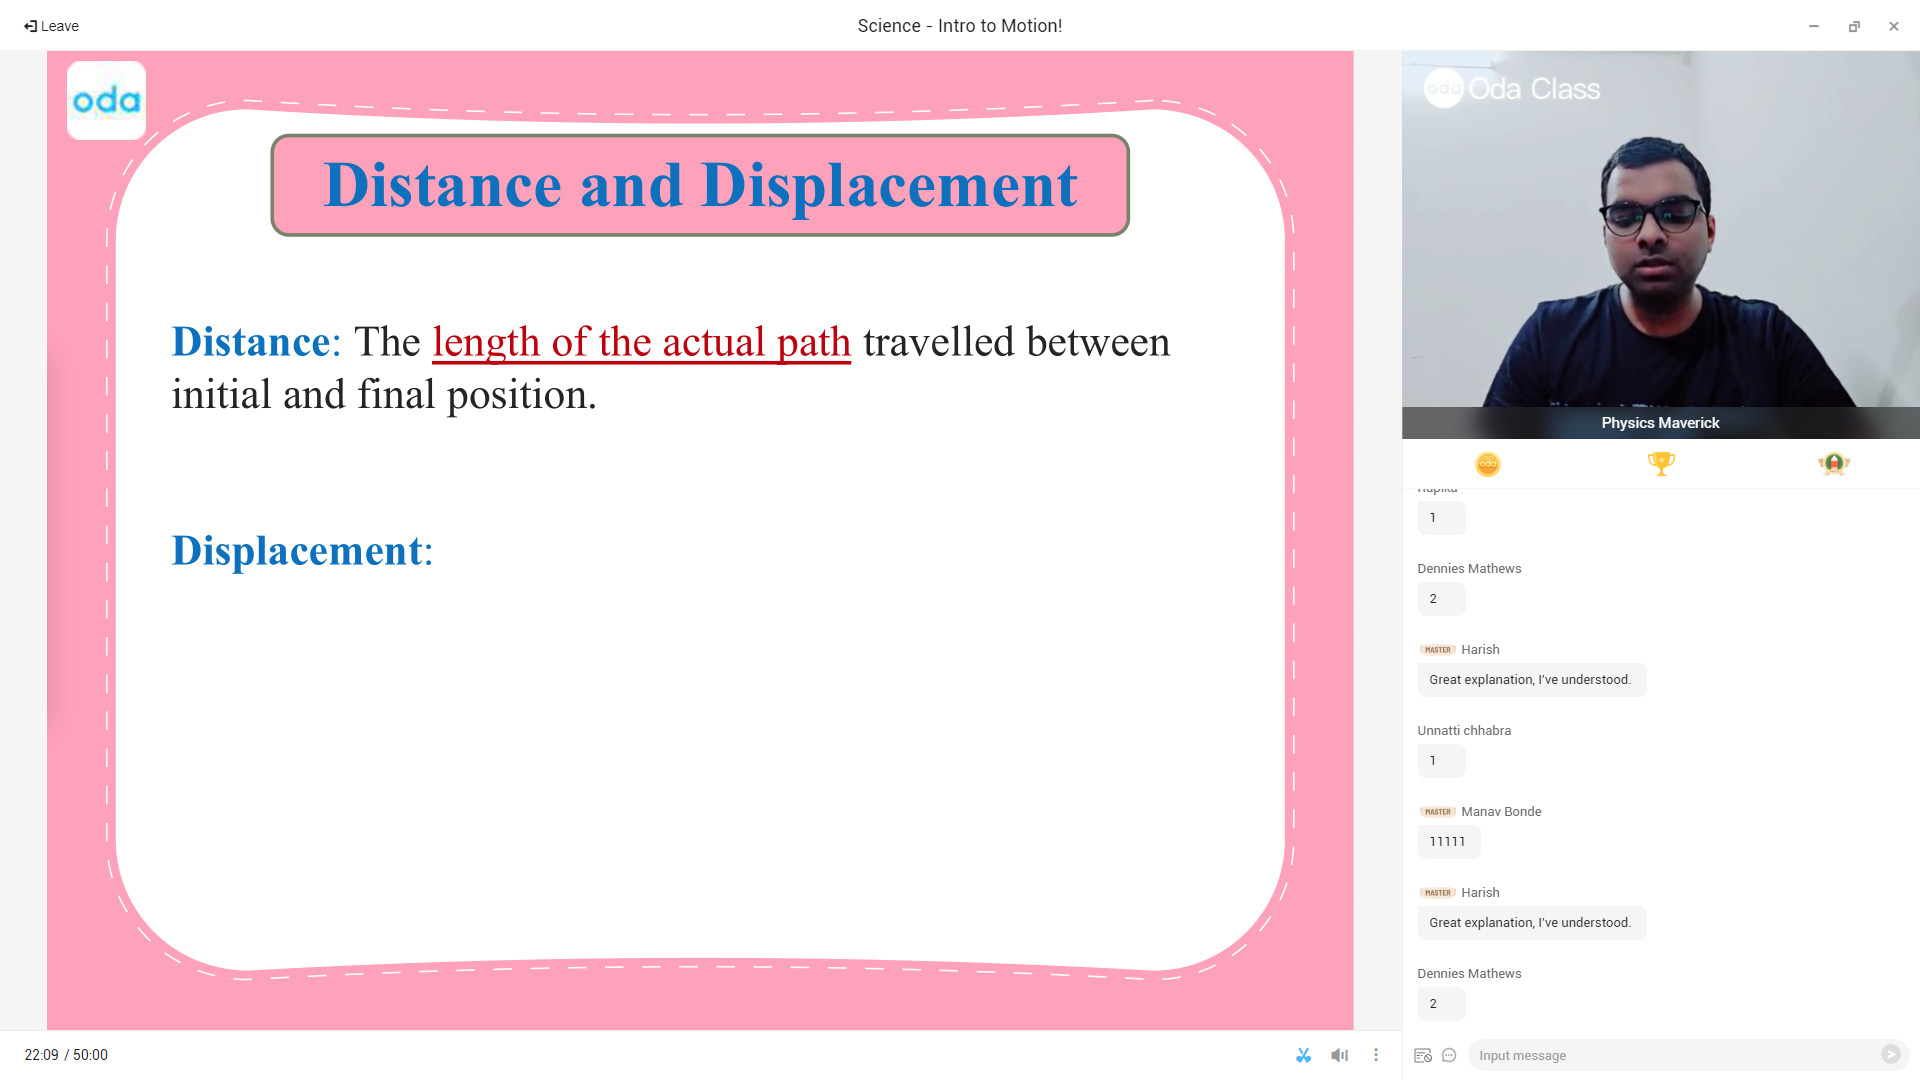 Leave
Science - Intro to Motion!
oda
Distance and Displacement
Distance: The length of the actual path travelled between
initial and final position.
Displacement:
22:09 / 50:00
oda Oda Class
Physics Maverick
oda
1
Dennies Mathews
2
MASTER Harish
Great explanation, I've understood.
Unnatti chhabra
1
MASTER Manav Bonde
11111
MASTER Harish
Great explanation, I've understood.
Dennies Mathews
2
Input message